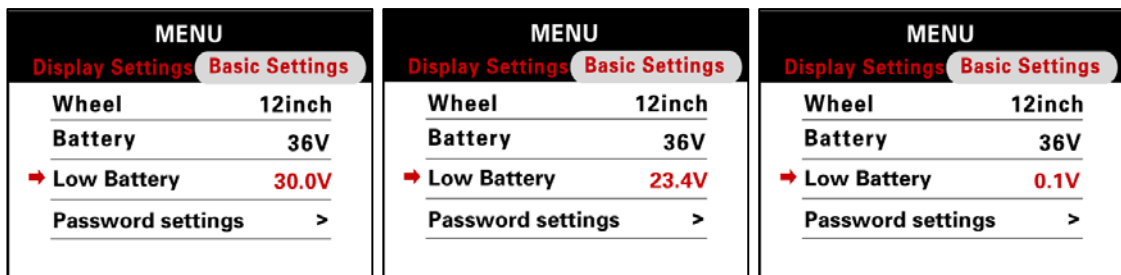 MENU
Display Settings Basic Settings
Wheel 12inch
Battery 36V
Low Battery 30.0V
Password settings >
MENU
Display Settings Basic Settings
Wheel 12inch
Battery 36V
Low Battery 23.4V
Password settings >
MENU
Display Settings Basic Settings
Wheel 12inch
Battery 36V
Low Battery 0.1V
Password settings >